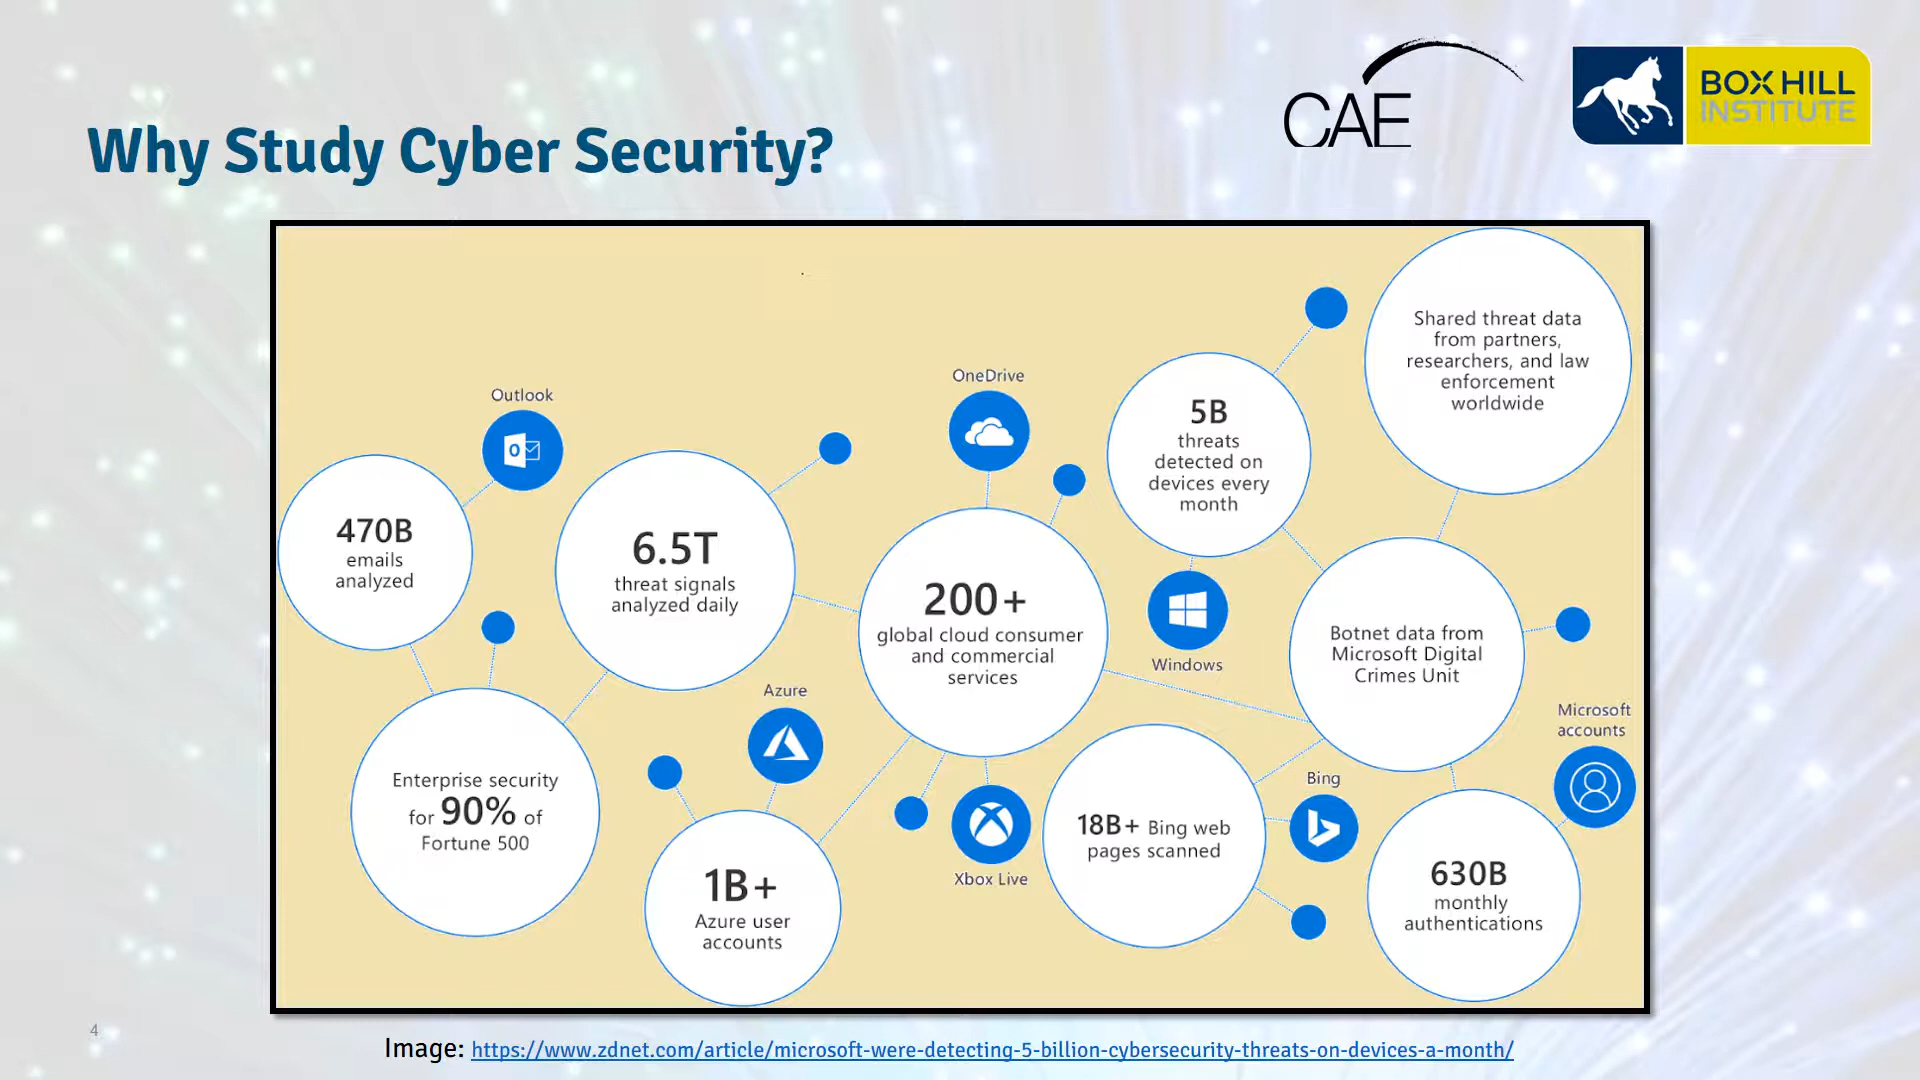 CAE
BOX HILL
INSTITUTE
Why Study Cyber Security?
Shared threat data
from partners,
researchers, and law
enforcement
worldwide
OneDrive
Outlook
5B
threats
detected on
devices every
month
470B
emails
analyzed
6.5T
threat signals
analyzed daily
200+
global cloud consumer
and commercial
services
Windows
Botnet data from
Microsoft Digital
Crimes Unit
Azure
Microsoft
accounts
Enterprise security
for 90% of
Fortune 500
Bing
18B+ Bing web
pages scanned
Xbox Live
1B+
Azure user
accounts
630B
monthly
authentications
4
Image: https://www.zdnet.com/article/microsoft-were-detecting-5-billion-cybersecurity-threats-on-devices-a-month/